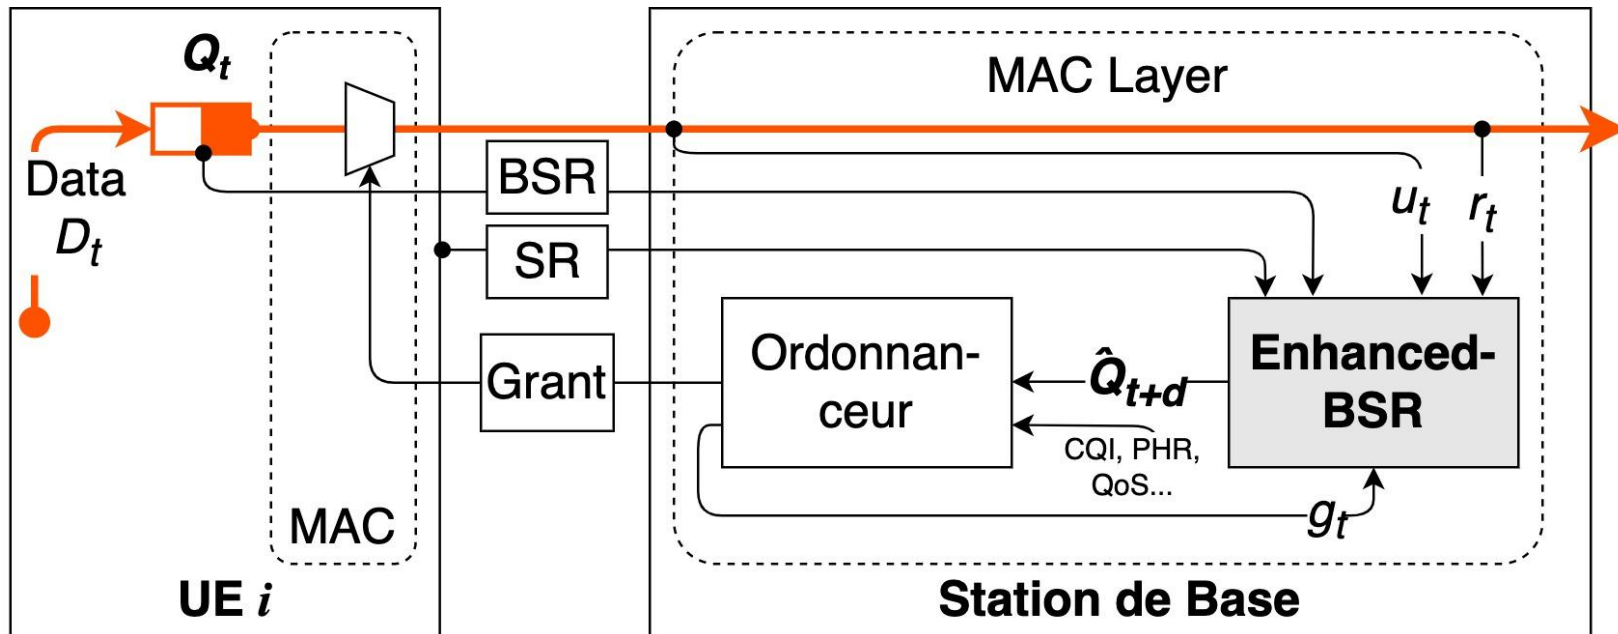 Q_t
Data
D_t
MAC
UE i
BSR
SR
Grant
MAC Layer
u_t
r_t
Ordonnan-
ceur
Q̂_{t+d}
CQI, PHR,
QoS...
Enhanced-
BSR
g_t
Station de Base